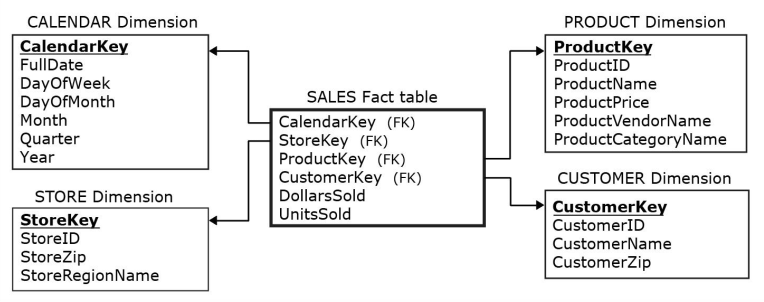 CALENDAR Dimension
CalendarKey
FullDate
DayOfWeek
DayOfMonth
Month
Quarter
Year
STORE Dimension
StoreKey
StoreID
StoreZip
StoreRegionName
SALES Fact table
CalendarKey (FK)
StoreKey (FK)
ProductKey (FK)
CustomerKey (FK)
DollarsSold
UnitsSold
PRODUCT Dimension
ProductKey
ProductID
ProductName
ProductPrice
ProductVendorName
ProductCategoryName
CUSTOMER Dimension
CustomerKey
CustomerID
CustomerName
CustomerZip